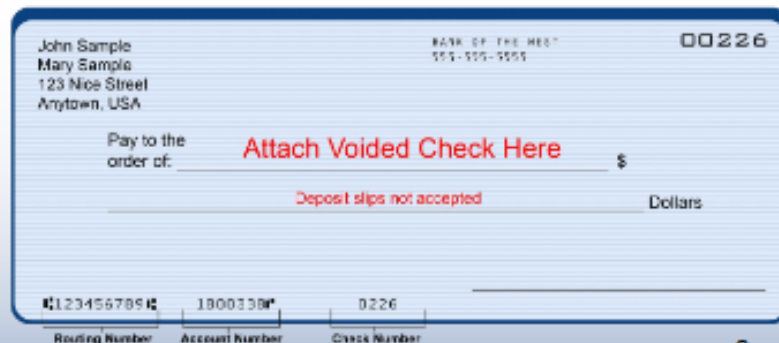 John Sample
Mary Sample
123 Nice Street
Anytown, USA
BANK OF THE WEST
555-555-5555
00226
Pay to the
order of:
Attach Voided Check Here
$
Deposit slips not accepted
Dollars
⑆123456789⑆ 1800338⑈ 0226
Routing Number Account Number Check Number